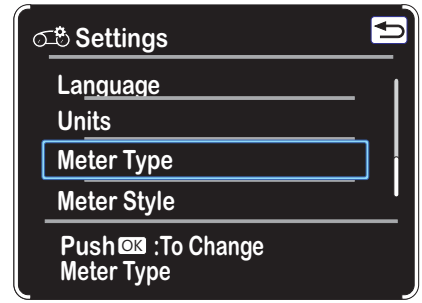 Settings
Language
Units
Meter Type
Meter Style
Push OK :To Change
Meter Type